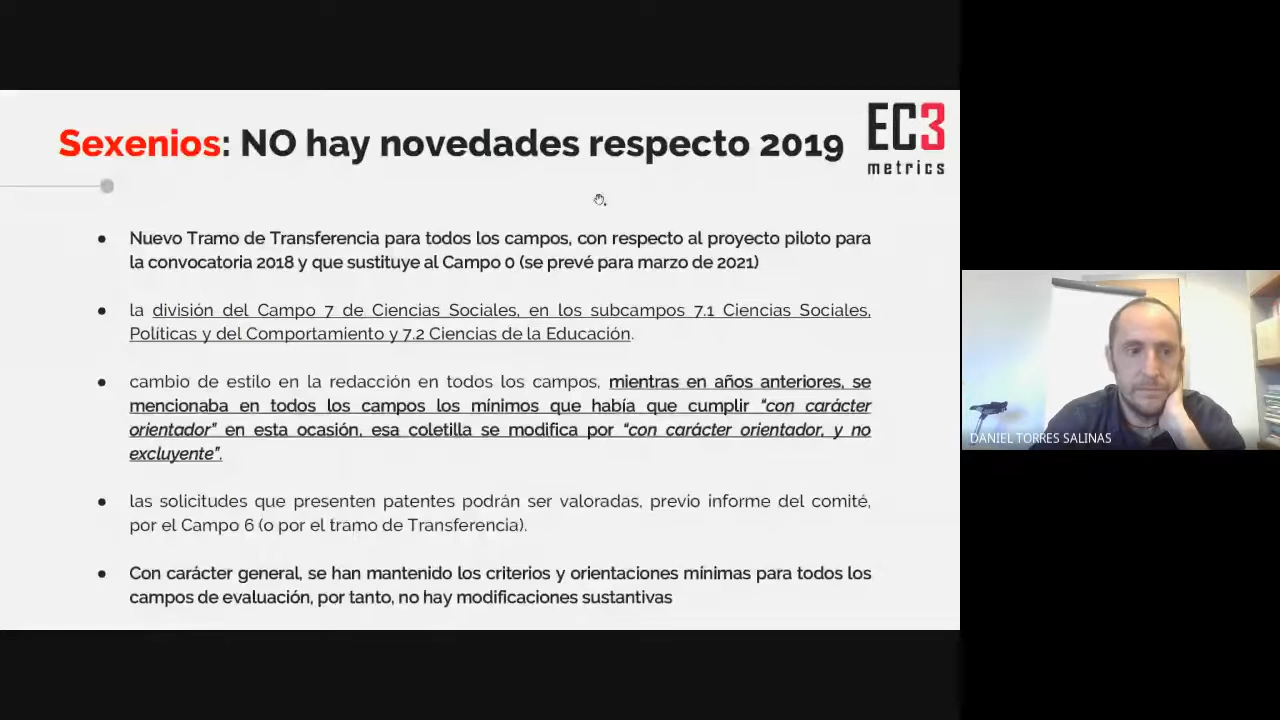 Sexenios: NO hay novedades respecto 2019
EC3
metrics
● Nuevo Tramo de Transferencia para todos los campos, con respecto al proyecto piloto para
la convocatoria 2018 y que sustituye al Campo 0 (se prevé para marzo de 2021)
● la división del Campo 7 de Ciencias Sociales, en los subcampos 7.1 Ciencias Sociales,
Políticas y del Comportamiento y 7.2 Ciencias de la Educación.
● cambio de estilo en la redacción en todos los campos, mientras en años anteriores, se
mencionaba en todos los campos los mínimos que había que cumplir “con carácter
orientador” en esta ocasión, esa coletilla se modifica por “con carácter orientador, y no
excluyente”.
● las solicitudes que presenten patentes podrán ser valoradas, previo informe del comité,
por el Campo 6 (o por el tramo de Transferencia).
● Con carácter general, se han mantenido los criterios y orientaciones mínimas para todos los
campos de evaluación, por tanto, no hay modificaciones sustantivas
DANIEL TORRES SALINAS